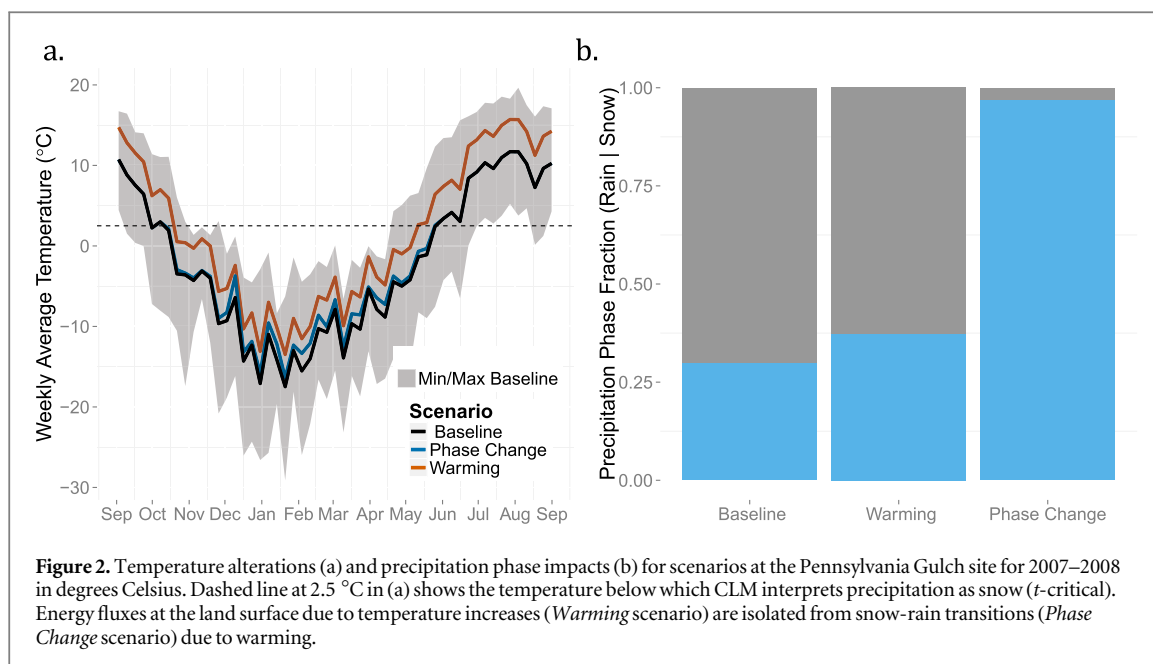 a.
Weekly Average Temperature (°C)
20
10
0
−10
−20
−30
Sep Oct Nov Dec Jan Feb Mar Apr May Jun Jul Aug Sep
Min/Max Baseline
Scenario
Baseline
Phase Change
Warming
b.
Precipitation Phase Fraction (Rain | Snow)
1.00
0.75
0.50
0.25
0.00
Baseline Warming Phase Change
Figure 2. Temperature alterations (a) and precipitation phase impacts (b) for scenarios at the Pennsylvania Gulch site for 2007–2008
in degrees Celsius. Dashed line at 2.5 °C in (a) shows the temperature below which CLM interprets precipitation as snow (t-critical).
Energy fluxes at the land surface due to temperature increases (Warming scenario) are isolated from snow-rain transitions (Phase
Change scenario) due to warming.